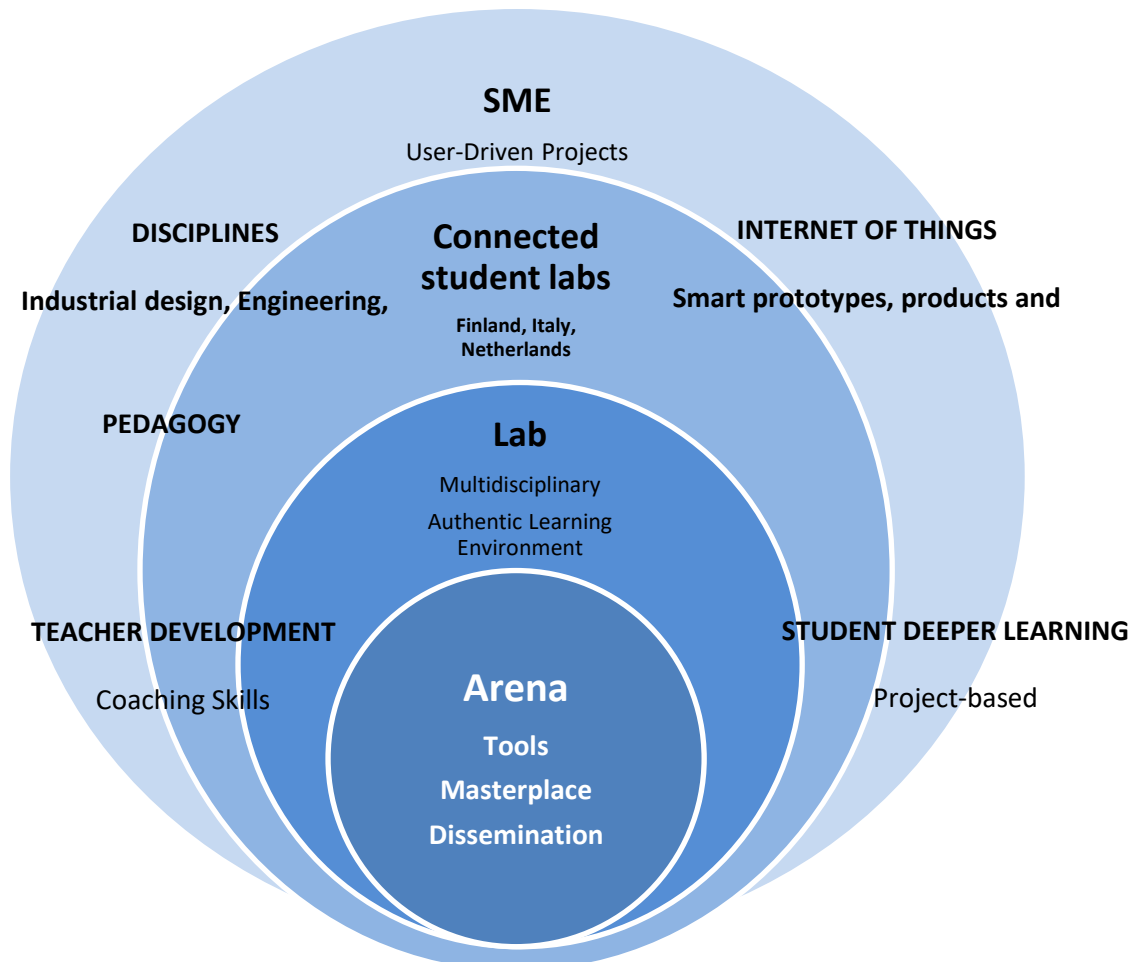 SME
User-Driven Projects
DISCIPLINES
Industrial design, Engineering,
Connected
student labs
Finland, Italy,
Netherlands
INTERNET OF THINGS
Smart prototypes, products and
PEDAGOGY
Lab
Multidisciplinary
Authentic Learning
Environment
TEACHER DEVELOPMENT
Coaching Skills
STUDENT DEEPER LEARNING
Project-based
Arena
Tools
Masterplace
Dissemination